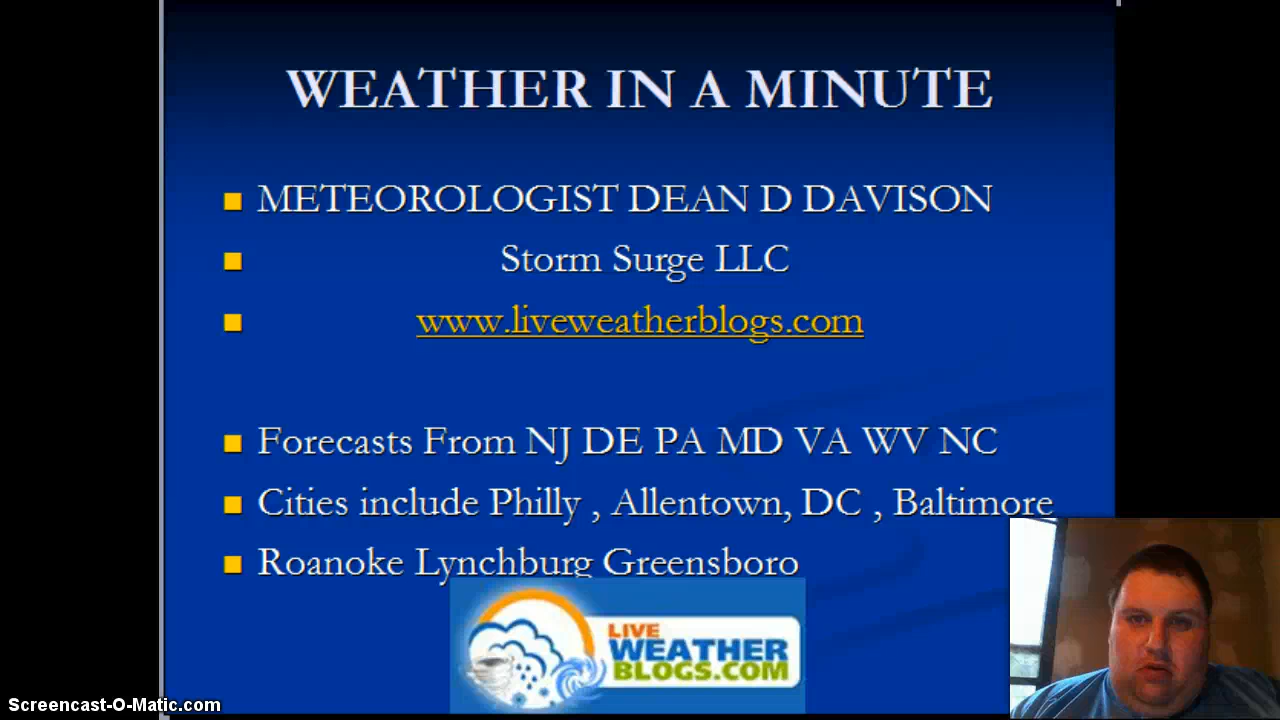 WEATHER IN A MINUTE
METEOROLOGIST DEAN D DAVISON
Storm Surge LLC
www.liveweatherblogs.com
Forecasts From NJ DE PA MD VA WV NC
Cities include Philly , Allentown, DC , Baltimore
Roanoke Lynchburg Greensboro
LIVE
WEATHER
BLOGS.COM
Screencast-O-Matic.com